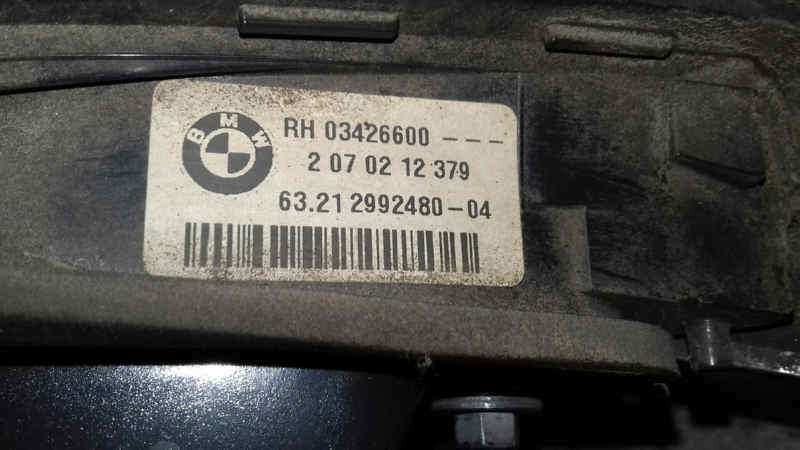 BMW
RH 03426600 ---
2 07 02 12 379
63.21 2992480-04